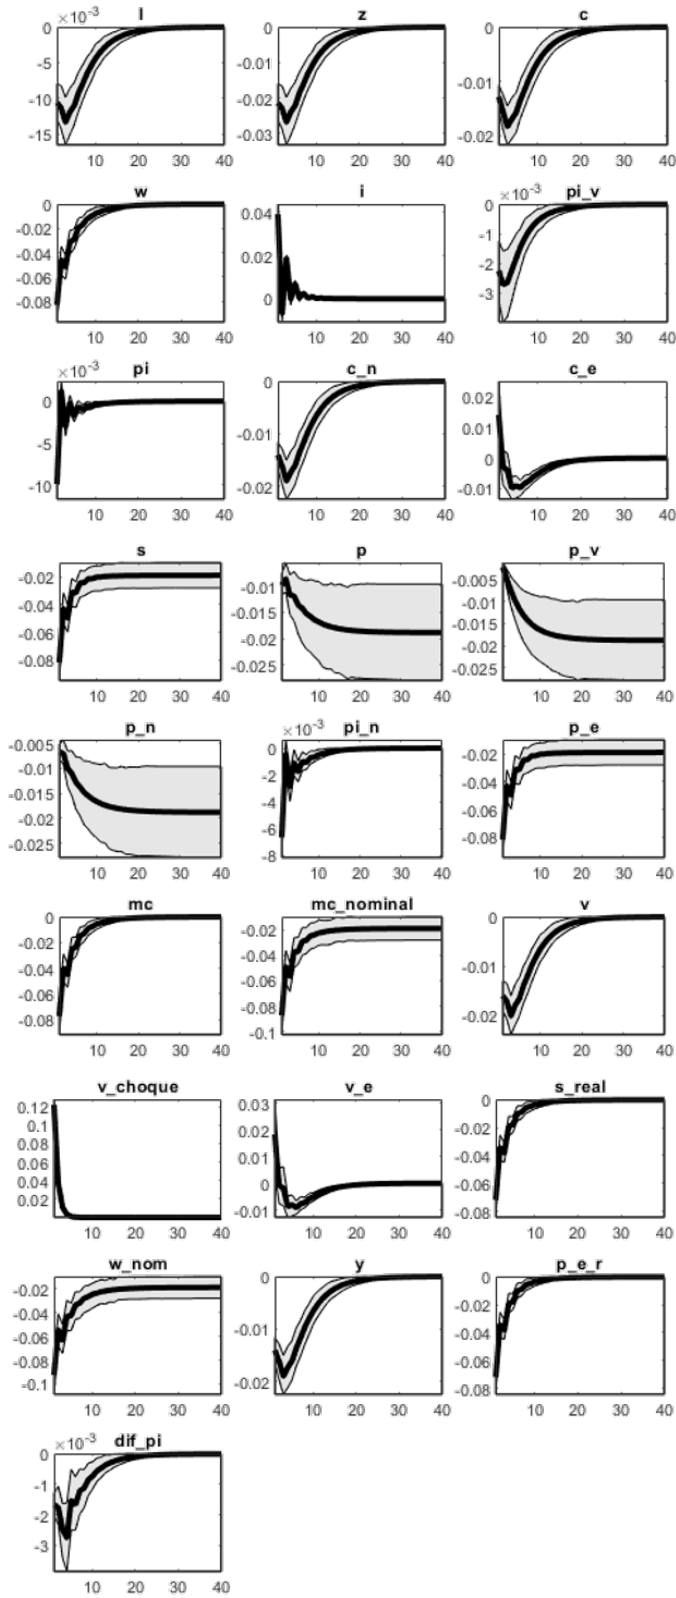 l z c
×10⁻³
0 0 0
-5 -0.01 -0.01
-10 -0.02
-15 -0.03 -0.02
10 20 30 40 10 20 30 40 10 20 30 40
w i pi_v
×10⁻³
0 0.04 0
-0.02 -1
-0.04 0.02 -2
-0.06
-0.08 0 -3
10 20 30 40 10 20 30 40 10 20 30 40
pi c_n c_e
×10⁻³
0 0 0.02
-5 -0.01 0.01
0
-10 -0.02 -0.01
10 20 30 40 10 20 30 40 10 20 30 40
s p p_v
-0.02 -0.01 -0.005
-0.04 -0.015 -0.01
-0.06 -0.02 -0.015
-0.02
-0.08 -0.025 -0.025
10 20 30 40 10 20 30 40 10 20 30 40
p_n pi_n p_e
×10⁻³
-0.005 0 -0.02
-0.01 -2 -0.04
-0.015 -4
-0.02 -6 -0.06
-0.025 -8 -0.08
10 20 30 40 10 20 30 40 10 20 30 40
mc mc_nominal v
0 -0.02 0
-0.02 -0.04
-0.04 -0.06 -0.01
-0.06 -0.08
-0.08 -0.1 -0.02
10 20 30 40 10 20 30 40 10 20 30 40
v_choque v_e s_real
0.12 0.03 0
0.1 0.02 -0.02
0.08
0.06 0.01 -0.04
0.04 0 -0.06
0.02 -0.01 -0.08
10 20 30 40 10 20 30 40 10 20 30 40
w_nom y p_e_r
-0.02 0 0
-0.04 -0.02
-0.06 -0.01 -0.04
-0.08 -0.06
-0.1 -0.02 -0.08
10 20 30 40 10 20 30 40 10 20 30 40
dif_pi
×10⁻³
0
-1
-2
-3
10 20 30 40